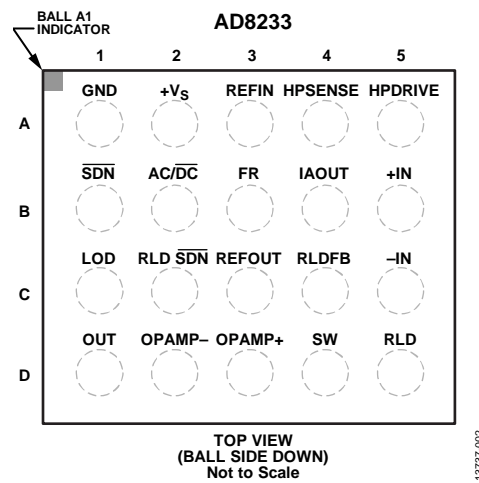 BALL A1
INDICATOR
AD8233
1 2 3 4 5
A
GND +VS REFIN HPSENSE HPDRIVE
B
SDN AC/DC FR IAOUT +IN
C
LOD RLD SDN REFOUT RLDFB –IN
D
OUT OPAMP– OPAMP+ SW RLD
TOP VIEW
(BALL SIDE DOWN)
Not to Scale
13737-002